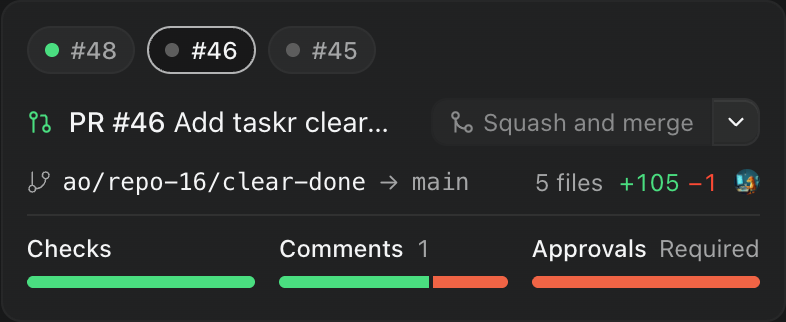 #48 #46 #45
PR #46 Add taskr clear... Squash and merge
ao/repo-16/clear-done → main 5 files +105 −1
Checks Comments 1 Approvals Required